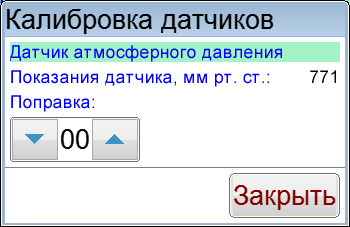 Калибровка датчиков
Датчик атмосферного давления
Показания датчика, мм рт. ст.: 771
Поправка:
00
Закрыть